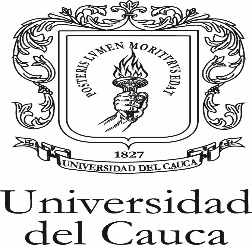 POSTERIS LVMEN MORITVRVS EDAT
1827
UNIVERSIDAD DEL CAUCA
Universidad
del Cauca